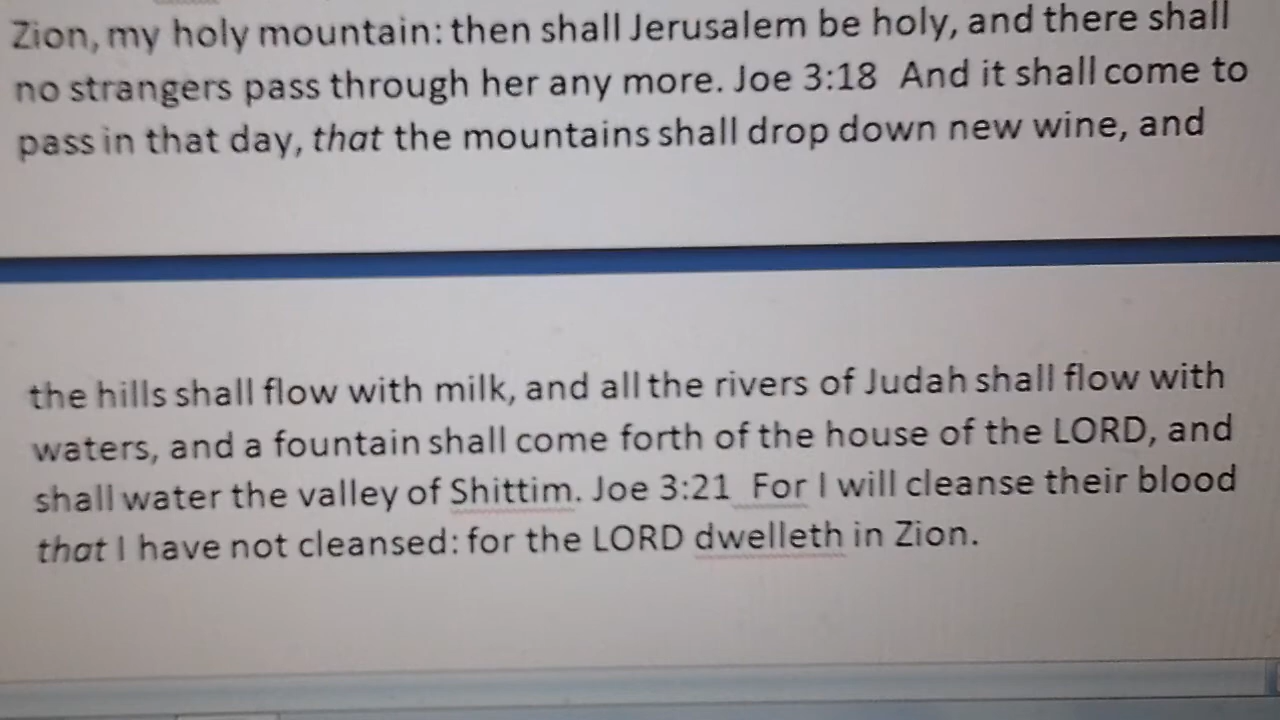 Zion, my holy mountain: then shall Jerusalem be holy, and there shall
no strangers pass through her any more. Joe 3:18  And it shall come to
pass in that day, that the mountains shall drop down new wine, and
the hills shall flow with milk, and all the rivers of Judah shall flow with
waters, and a fountain shall come forth of the house of the LORD, and
shall water the valley of Shittim. Joe 3:21  For I will cleanse their blood
that I have not cleansed: for the LORD dwelleth in Zion.